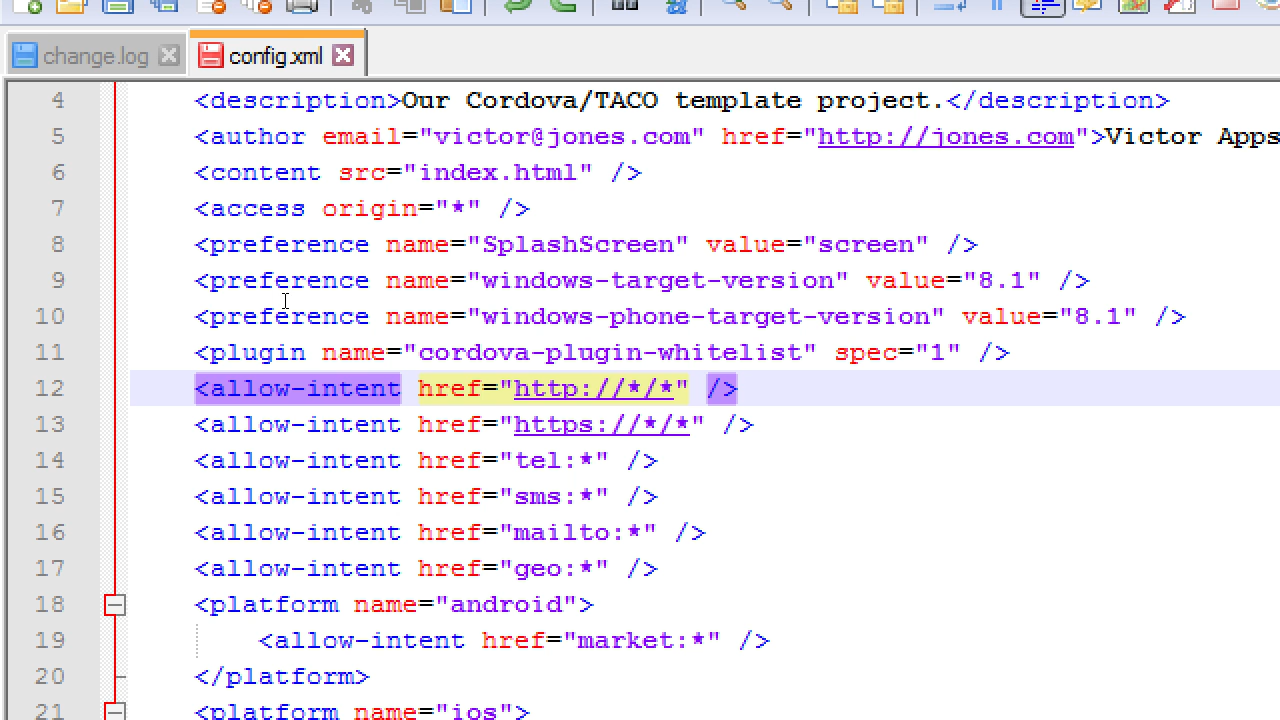 change.log config.xml
4 <description>Our Cordova/TACO template project.</description>
5 <author email="victor@jones.com" href="http://jones.com">Victor Apps
6 <content src="index.html" />
7 <access origin="*" />
8 <preference name="SplashScreen" value="screen" />
9 <preference name="windows-target-version" value="8.1" />
10 <preference name="windows-phone-target-version" value="8.1" />
11 <plugin name="cordova-plugin-whitelist" spec="1" />
12 <allow-intent href="http://*/*" />
13 <allow-intent href="https://*/*" />
14 <allow-intent href="tel:*" />
15 <allow-intent href="sms:*" />
16 <allow-intent href="mailto:*" />
17 <allow-intent href="geo:*" />
18 <platform name="android">
19 <allow-intent href="market:*" />
20 </platform>
21 <platform name="ios">